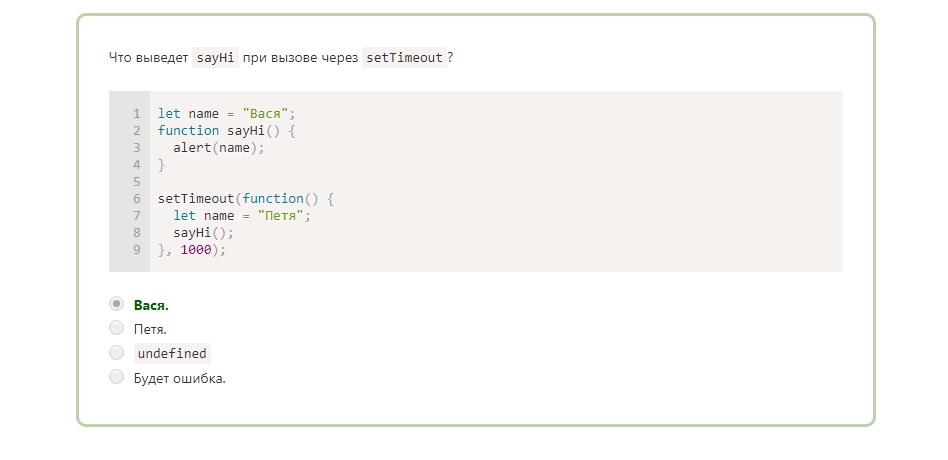 Что выведет sayHi при вызове через setTimeout?
1 let name = "Вася";
2 function sayHi() {
3   alert(name);
4 }
5
6 setTimeout(function() {
7   let name = "Петя";
8   sayHi();
9 }, 1000);
Вася.
Петя.
undefined
Будет ошибка.